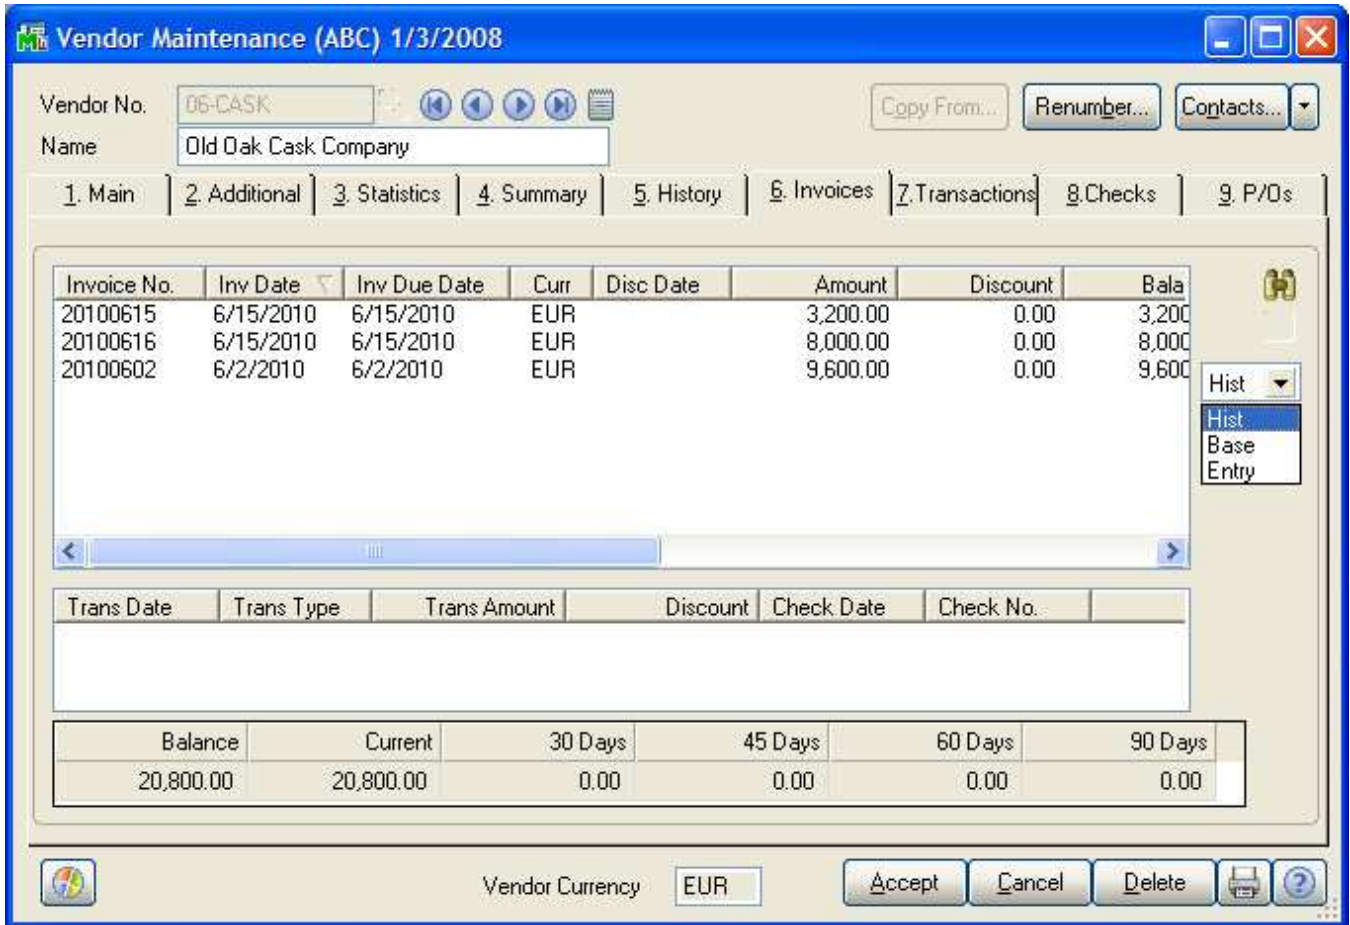 Vendor Maintenance (ABC) 1/3/2008
Vendor No. 06-CASK Copy From... Renumber... Contacts...
Name Old Oak Cask Company
1. Main 2. Additional 3. Statistics 4. Summary 5. History 6. Invoices 7.Transactions 8.Checks 9. P/Os
Invoice No. Inv Date Inv Due Date Curr Disc Date Amount Discount Bala
20100615 6/15/2010 6/15/2010 EUR 3,200.00 0.00 3,200
20100616 6/15/2010 6/15/2010 EUR 8,000.00 0.00 8,000
20100602 6/2/2010 6/2/2010 EUR 9,600.00 0.00 9,600
Hist
Hist
Base
Entry
Trans Date Trans Type Trans Amount Discount Check Date Check No.
Balance Current 30 Days 45 Days 60 Days 90 Days
20,800.00 20,800.00 0.00 0.00 0.00 0.00
Vendor Currency EUR Accept Cancel Delete